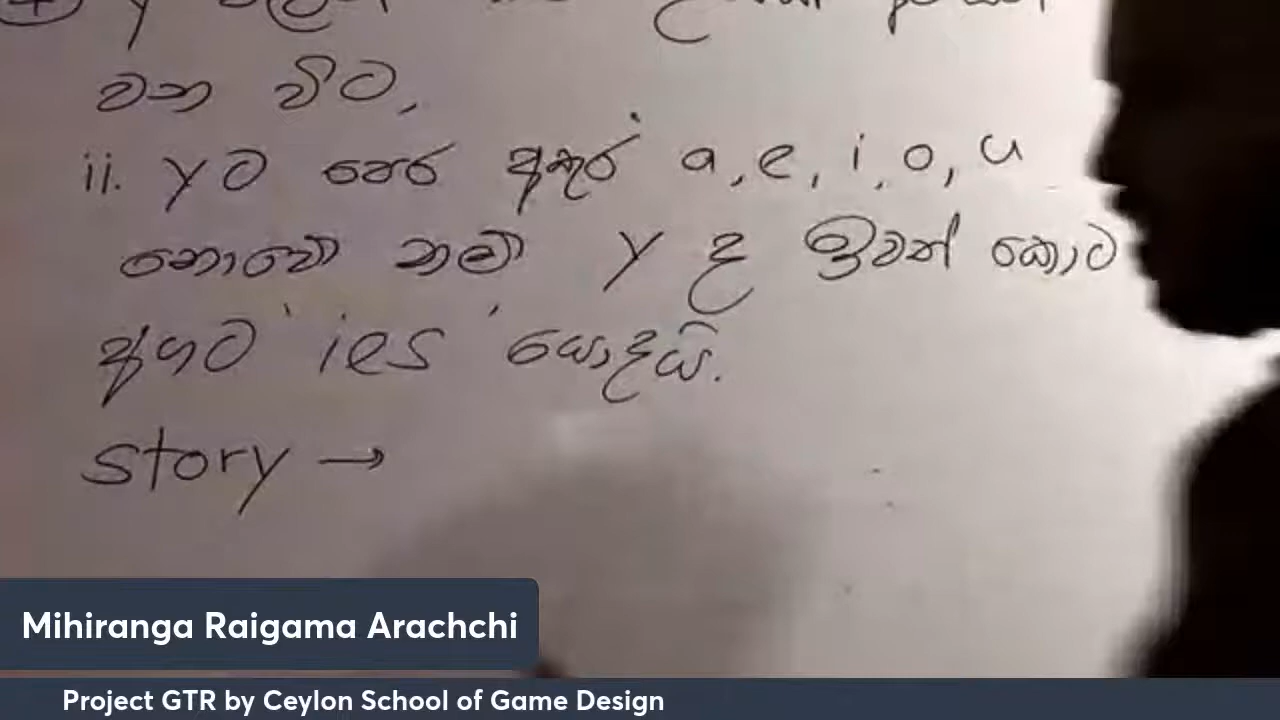 y
වන විට,
ii. y ට පෙර අකුර a, e, i, o, u
නොවේ නම් y ද ඉවත් කොට
අගට 'ies' යොදයි.
story →
Mihiranga Raigama Arachchi
Project GTR by Ceylon School of Game Design